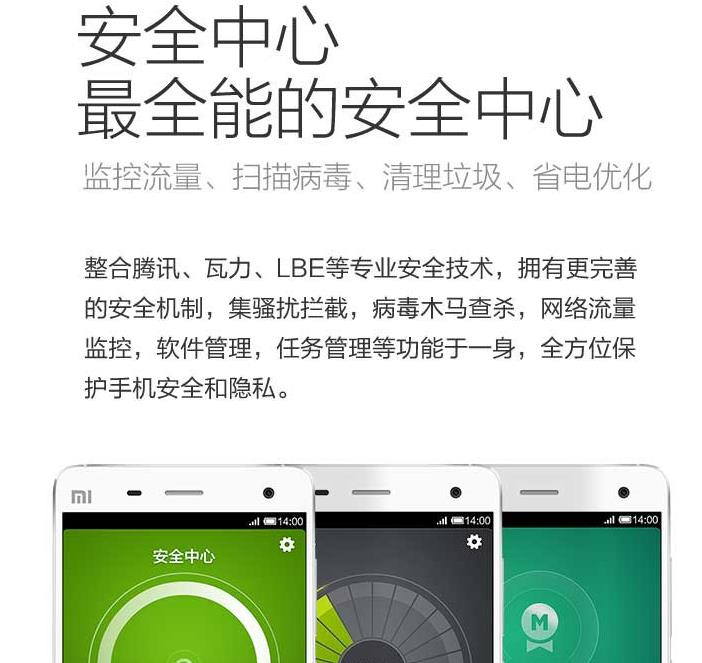 安全中心
最全能的安全中心
监控流量、扫描病毒、清理垃圾、省电优化
整合腾讯、瓦力、LBE等专业安全技术，拥有更完善
的安全机制，集骚扰拦截，病毒木马查杀，网络流量
监控，软件管理，任务管理等功能于一身，全方位保
护手机安全和隐私。
MI
14:00
14:00
14:00
安全中心
M